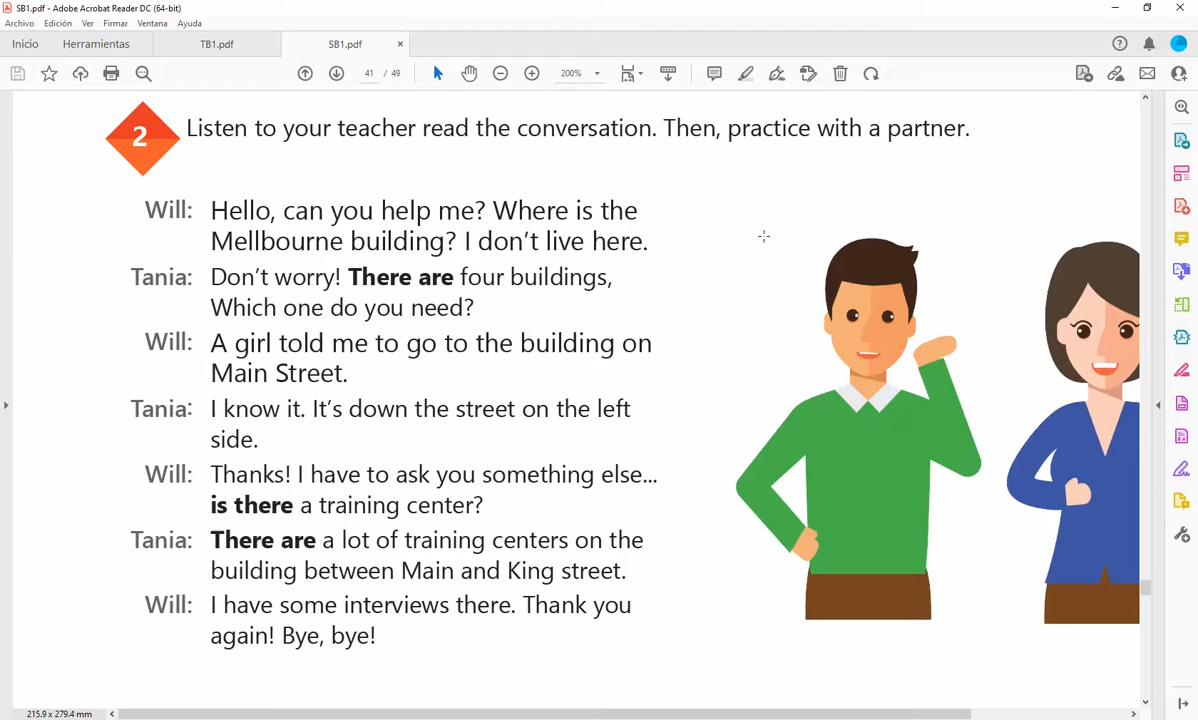 SB1.pdf - Adobe Acrobat Reader DC (64-bit)
Archivo Edición Ver Firmar Ventana Ayuda
Inicio Herramientas TB1.pdf SB1.pdf ×
41 / 49 200%
2 Listen to your teacher read the conversation. Then, practice with a partner.
Will: Hello, can you help me? Where is the
Mellbourne building? I don't live here.
Tania: Don't worry! There are four buildings,
Which one do you need?
Will: A girl told me to go to the building on
Main Street.
Tania: I know it. It's down the street on the left
side.
Will: Thanks! I have to ask you something else...
is there a training center?
Tania: There are a lot of training centers on the
building between Main and King street.
Will: I have some interviews there. Thank you
again! Bye, bye!
215.9 x 279.4 mm